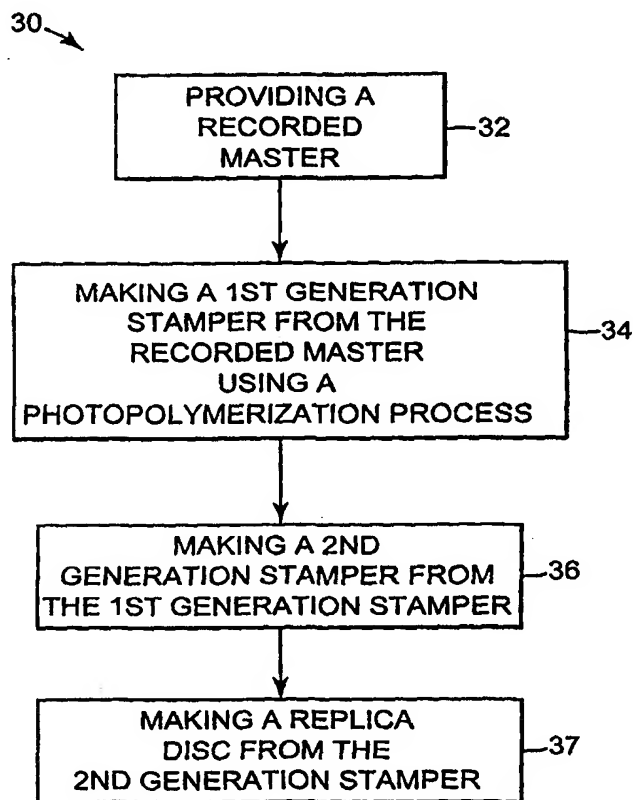 30
PROVIDING A
RECORDED
MASTER
32
MAKING A 1ST GENERATION
STAMPER FROM THE
RECORDED MASTER
USING A
PHOTOPOLYMERIZATION PROCESS
34
MAKING A 2ND
GENERATION STAMPER FROM
THE 1ST GENERATION STAMPER
36
MAKING A REPLICA
DISC FROM THE
2ND GENERATION STAMPER
37